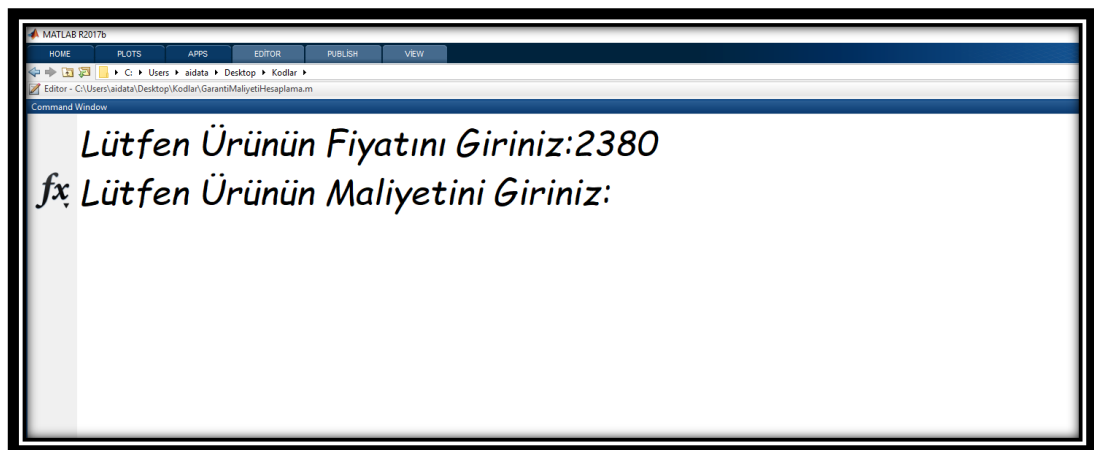 MATLAB R2017b
HOME PLOTS APPS EDİTOR PUBLİSH VİEW
C: Users aidata Desktop Kodlar
Editor - C:\Users\aidata\Desktop\Kodlar\GarantiMaliyetiHesaplama.m
Command Window
Lütfen Ürünün Fiyatını Giriniz:2380
fx Lütfen Ürünün Maliyetini Giriniz: